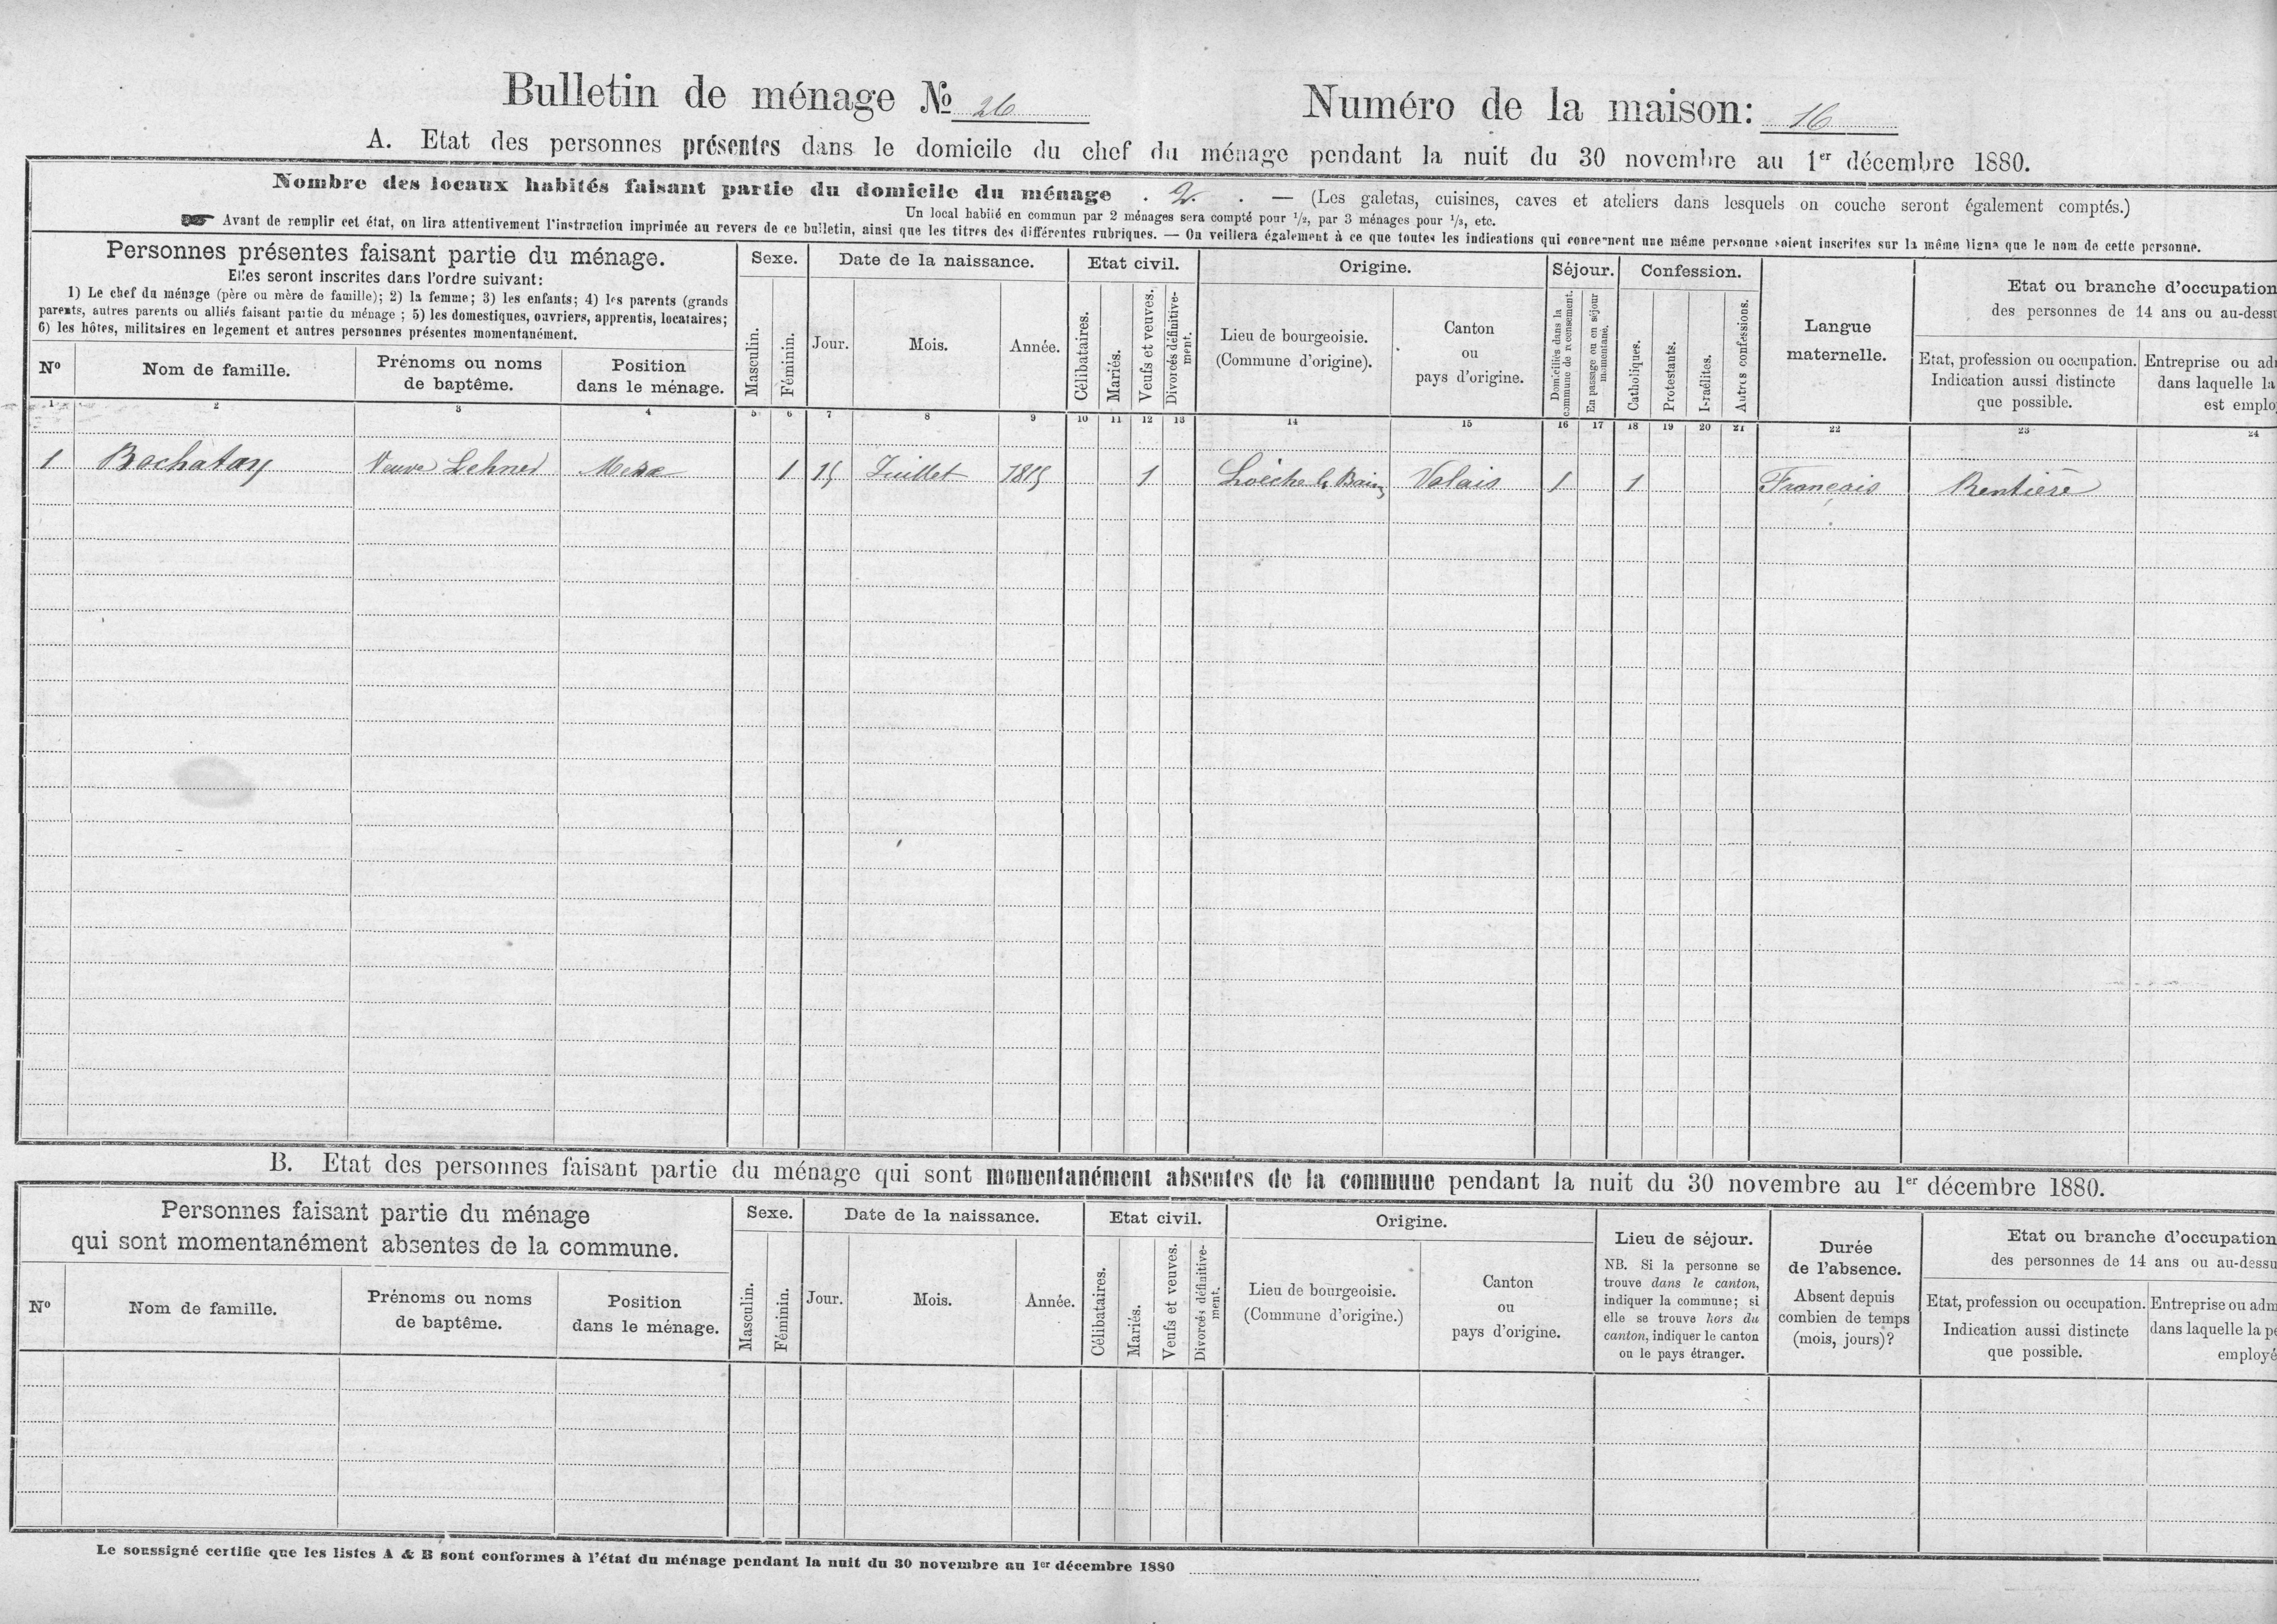 Bulletin de ménage No 26 Numéro de la maison: 16
A. Etat des personnes présentes dans le domicile du chef du ménage pendant la nuit du 30 novembre au 1er décembre 1880.
Nombre des locaux habités faisant partie du domicile du ménage . 2. . — (Les galetas, cuisines, caves et ateliers dans lesquels on couche seront également comptés.)
Un local habité en commun par 2 ménages sera compté pour 1/2, par 3 ménages pour 1/3, etc.
☛ Avant de remplir cet état, on lira attentivement l'instruction imprimée au revers de ce bulletin, ainsi que les titres des différentes rubriques. — On veillera également à ce que toutes les indications qui concernent une même personne soient inscrites sur la même ligne que le nom de cette personne.
Personnes présentes faisant partie du ménage.
Elles seront inscrites dans l'ordre suivant:
1) Le chef du ménage (père ou mère de famille); 2) la femme; 3) les enfants; 4) les parents (grands
parents, autres parents ou alliés faisant partie du ménage; 5) les domestiques, ouvriers, apprentis, locataires;
6) les hôtes, militaires en logement et autres personnes présentes momentanément.
No
Nom de famille.
Prénoms ou noms
de baptême.
Position
dans le ménage.
Sexe.
Masculin.
Féminin.
Date de la naissance.
Jour.
Mois.
Année.
Etat civil.
Célibataires.
Mariés.
Veufs et veuves.
Divorcés définitive-
ment.
Origine.
Lieu de bourgeoisie.
(Commune d'origine).
Canton
ou
pays d'origine.
Séjour.
Domiciliés dans la
commune de recensement.
En passage ou en séjour
momentané.
Confession.
Catholiques.
Protestants.
Israélites.
Autres confessions.
Langue
maternelle.
Etat ou branche d'occupation
des personnes de 14 ans ou au-dessu
Etat, profession ou occupation.
Indication aussi distincte
que possible.
Entreprise ou adm
dans laquelle la
est emplo
1 2 3 4 5 6 7 8 9 10 11 12 13 14 15 16 17 18 19 20 21 22 23 24
1 Bochatay Veuve Lehner Mère 1 15 Juillet 1815 1 Loèche les Bains Valais 1 1 Français Rentière
B. Etat des personnes faisant partie du ménage qui sont momentanément absentes de la commune pendant la nuit du 30 novembre au 1er décembre 1880.
Personnes faisant partie du ménage
qui sont momentanément absentes de la commune.
No
Nom de famille.
Prénoms ou noms
de baptême.
Position
dans le ménage.
Sexe.
Masculin.
Féminin.
Date de la naissance.
Jour.
Mois.
Année.
Etat civil.
Célibataires.
Mariés.
Veufs et veuves.
Divorcés définitive-
ment.
Origine.
Lieu de bourgeoisie.
(Commune d'origine.)
Canton
ou
pays d'origine.
Lieu de séjour.
NB. Si la personne se
trouve dans le canton,
indiquer la commune; si
elle se trouve hors du
canton, indiquer le canton
ou le pays étranger.
Durée
de l'absence.
Absent depuis
combien de temps
(mois, jours)?
Etat ou branche d'occupation
des personnes de 14 ans ou au-dessu
Etat, profession ou occupation.
Indication aussi distincte
que possible.
Entreprise ou adm
dans laquelle la pe
employé
Le soussigné certifie que les listes A & B sont conformes à l'état du ménage pendant la nuit du 30 novembre au 1er décembre 1880